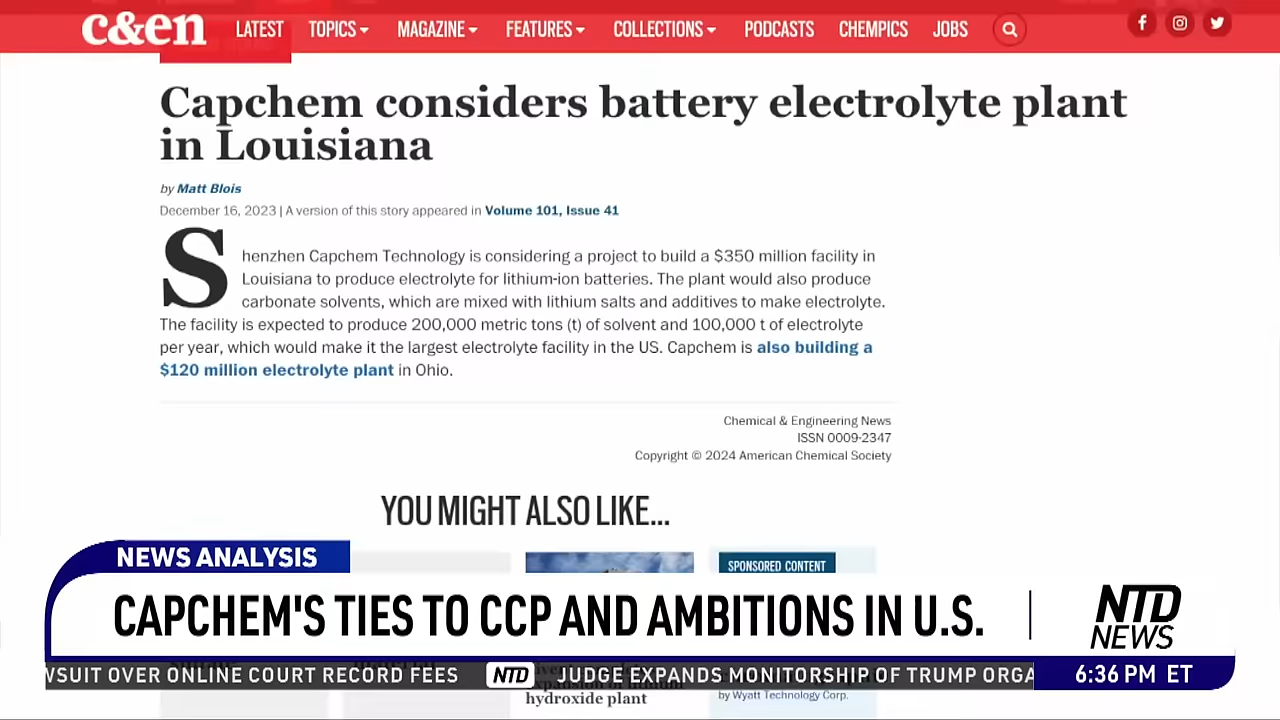 c&en LATEST TOPICS MAGAZINE FEATURES COLLECTIONS PODCASTS CHEMPICS JOBS
Capchem considers battery electrolyte plant
in Louisiana
by Matt Blois
December 16, 2023 | A version of this story appeared in Volume 101, Issue 41
Shenzhen Capchem Technology is considering a project to build a $350 million facility in
Louisiana to produce electrolyte for lithium-ion batteries. The plant would also produce
carbonate solvents, which are mixed with lithium salts and additives to make electrolyte.
The facility is expected to produce 200,000 metric tons (t) of solvent and 100,000 t of electrolyte
per year, which would make it the largest electrolyte facility in the US. Capchem is also building a
$120 million electrolyte plant in Ohio.
Chemical & Engineering News
ISSN 0009-2347
Copyright © 2024 American Chemical Society
YOU MIGHT ALSO LIKE...
SPONSORED CONTENT
NEWS ANALYSIS
CAPCHEM'S TIES TO CCP AND AMBITIONS IN U.S.
NTD
NEWS
WSUIT OVER ONLINE COURT RECORD FEES NTD JUDGE EXPANDS MONITORSHIP OF TRUMP ORGA
6:36 PM ET
hydroxide plant
by Wyatt Technology Corp.